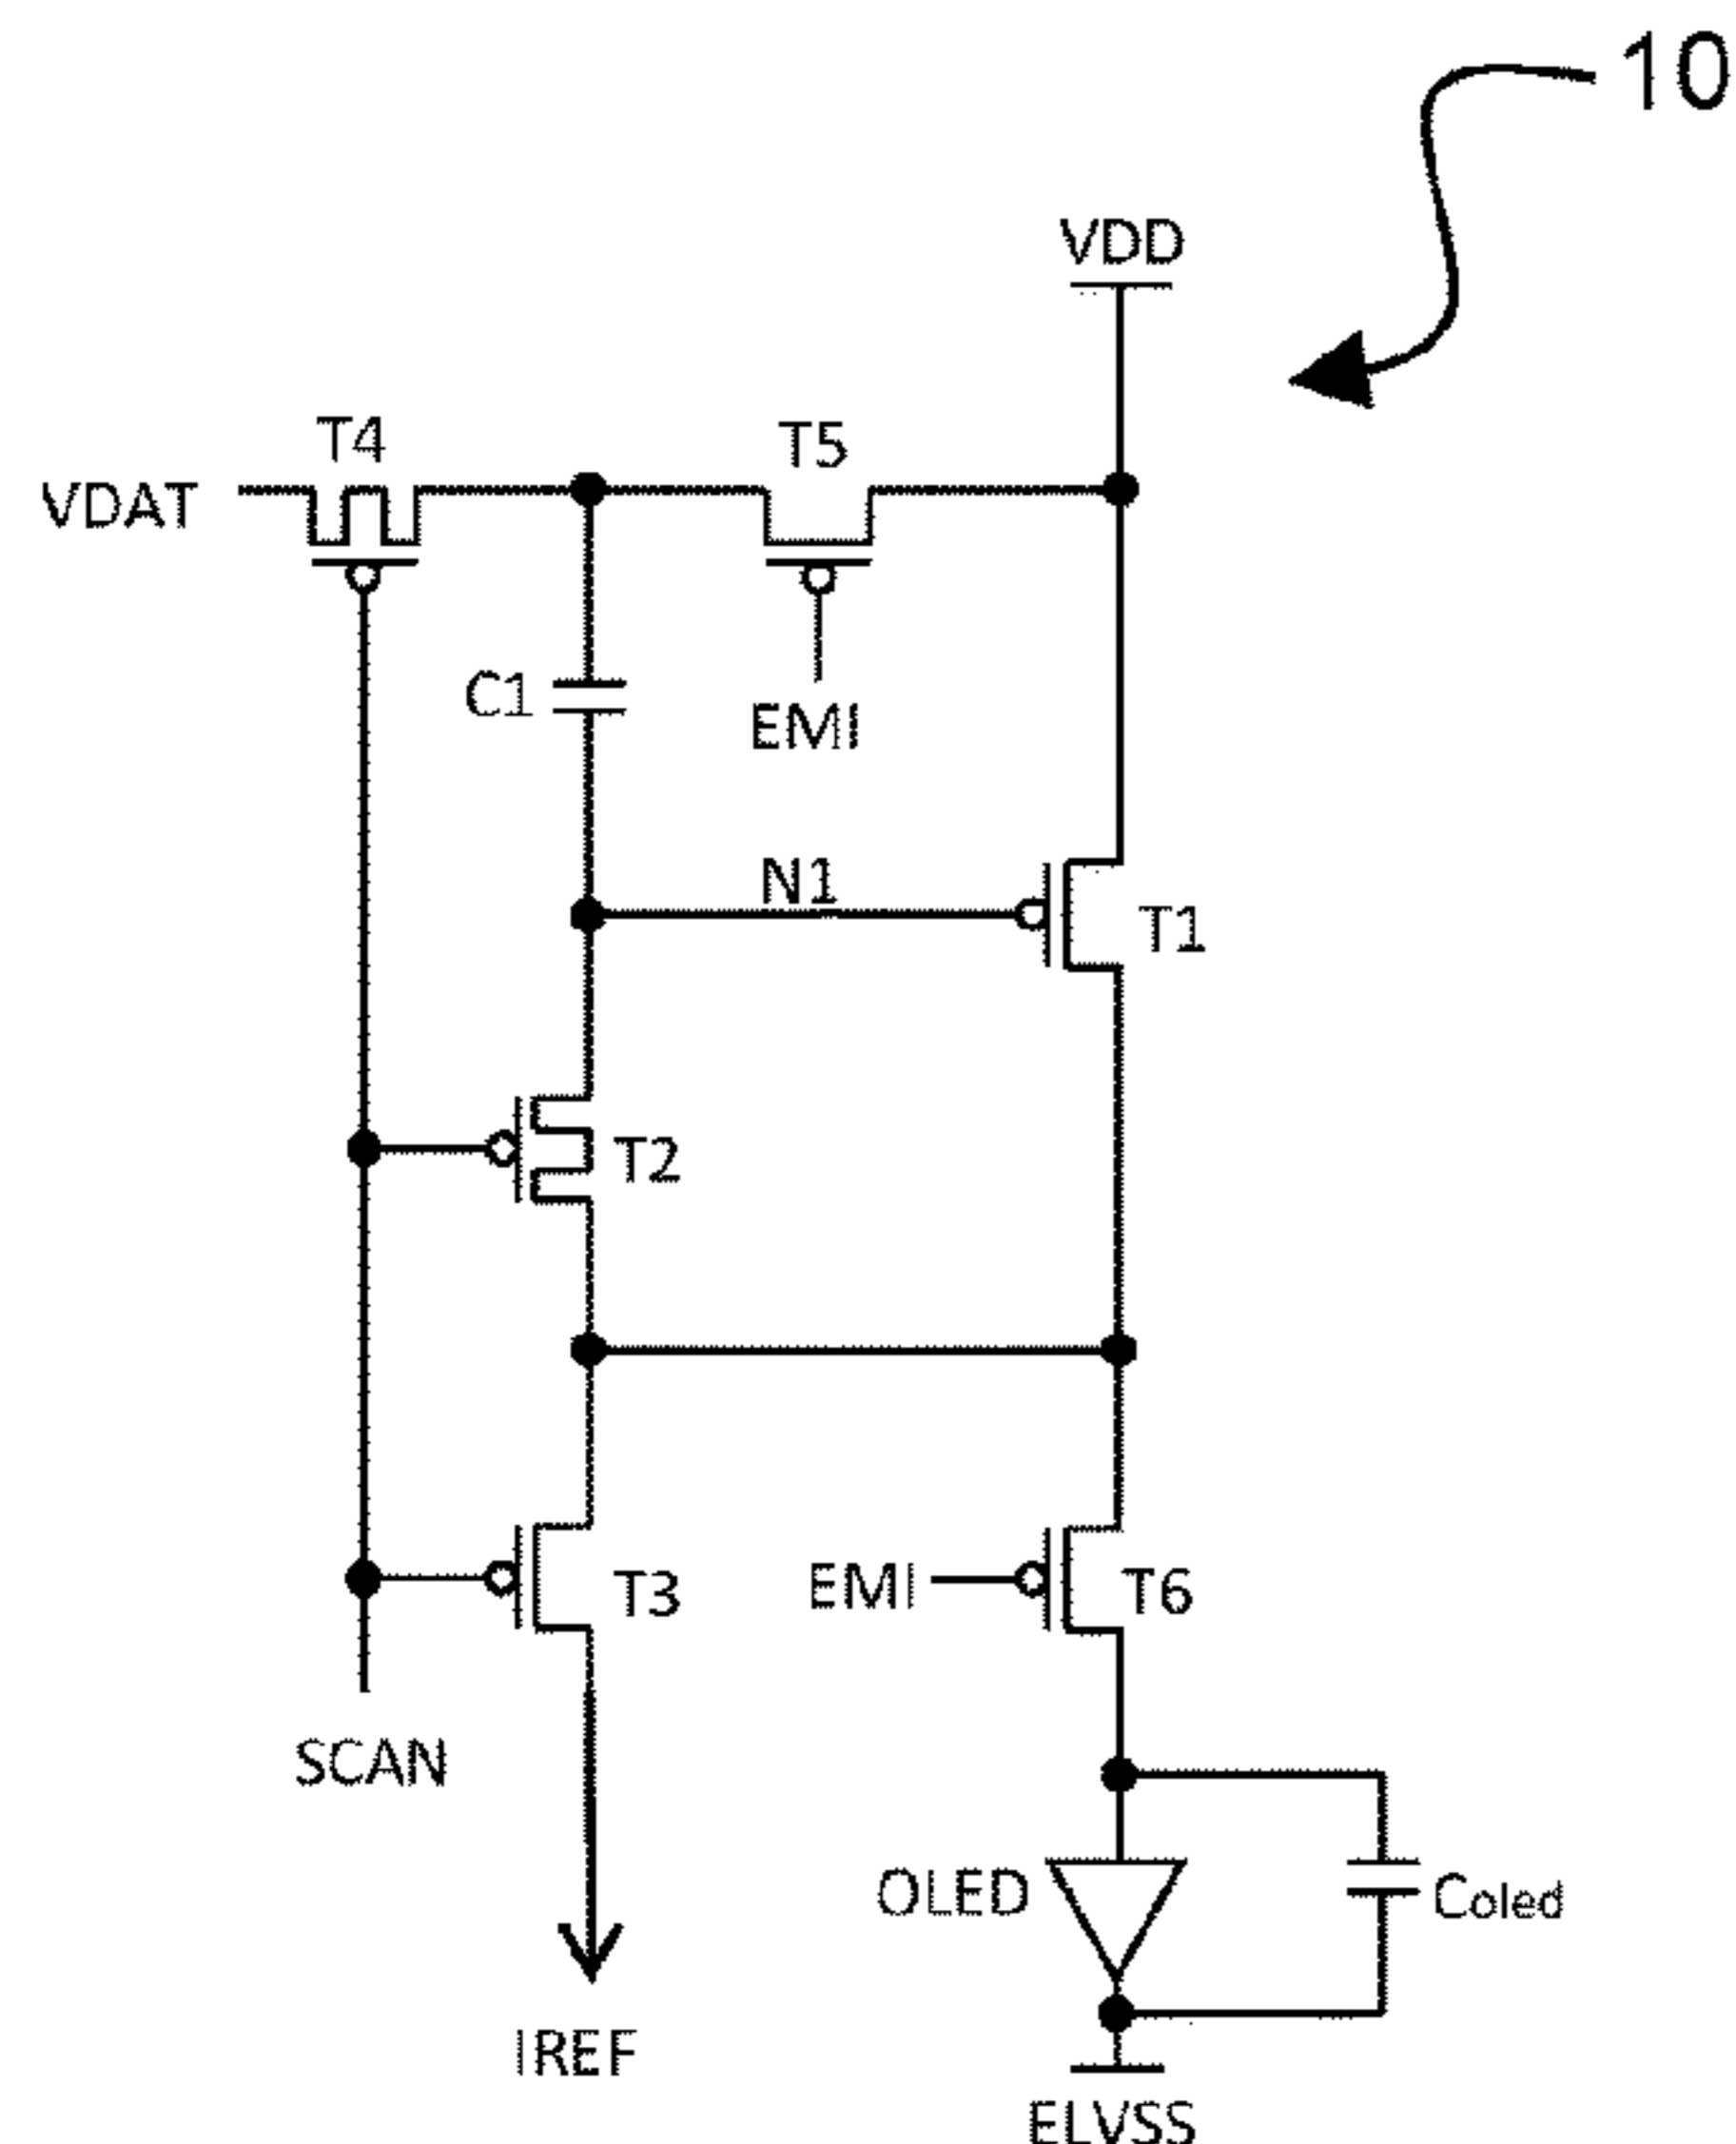 10
VDD
T4
T5
VDAT
C1
EMI
N1
T1
T2
EMI
T3
T6
SCAN
OLED
Coled
IREF
ELVSS